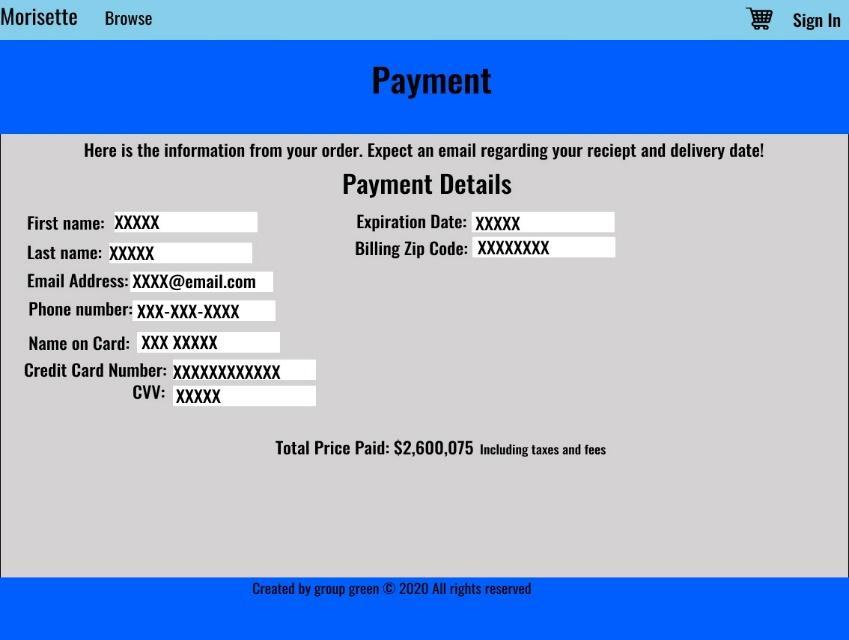 Morisette Browse Sign In
Payment
Here is the information from your order. Expect an email regarding your reciept and delivery date!
Payment Details
First name: XXXXX
Last name: XXXXX
Email Address: XXXX@email.com
Phone number: XXX-XXX-XXXX
Name on Card: XXX XXXXX
Credit Card Number: XXXXXXXXXXXX
CVV: XXXXX
Expiration Date: XXXXX
Billing Zip Code: XXXXXXXX
Total Price Paid: $2,600,075 Including taxes and fees
Created by group green © 2020 All rights reserved